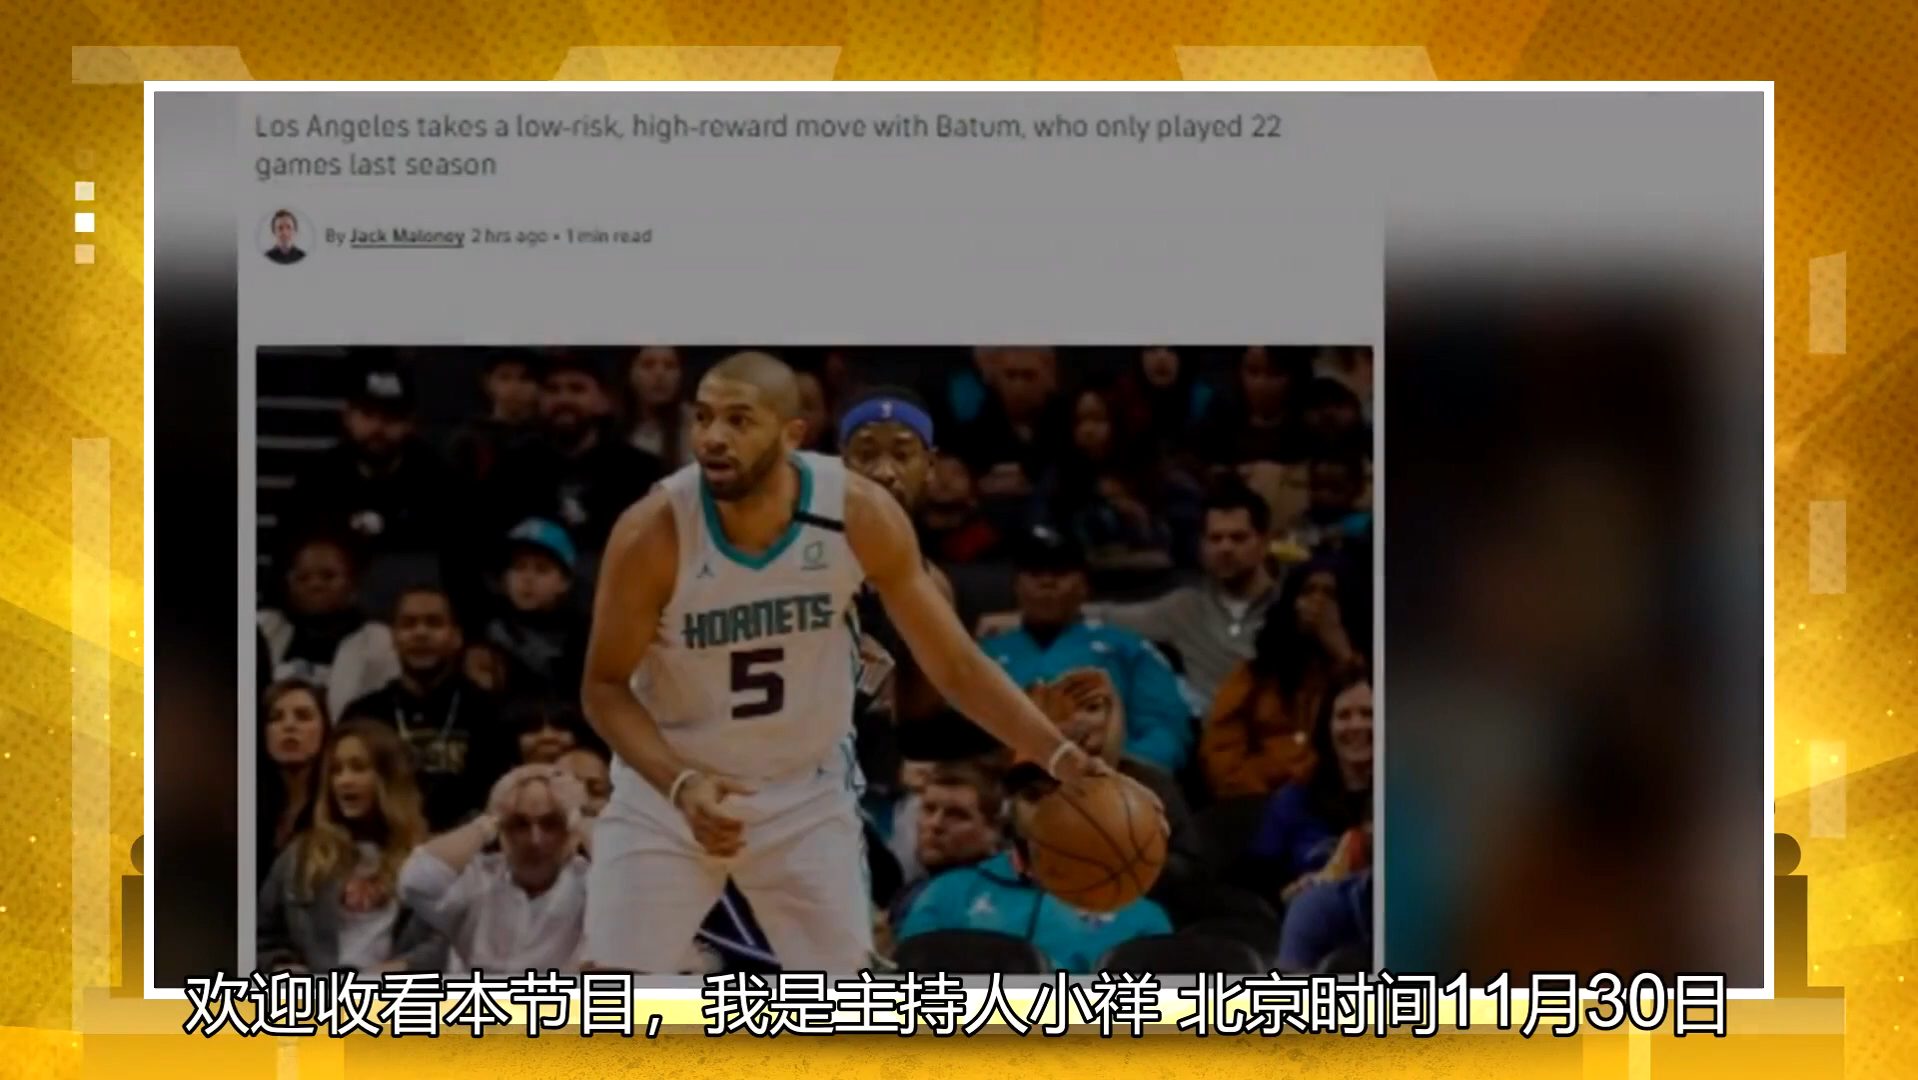 Los Angeles takes a low-risk, high-reward move with Batum, who only played 22
games last season
By Jack Maloney 2 hrs ago • 1 min read
HORNETS
5
欢迎收看本节目，我是主持人小祥 北京时间11月30日